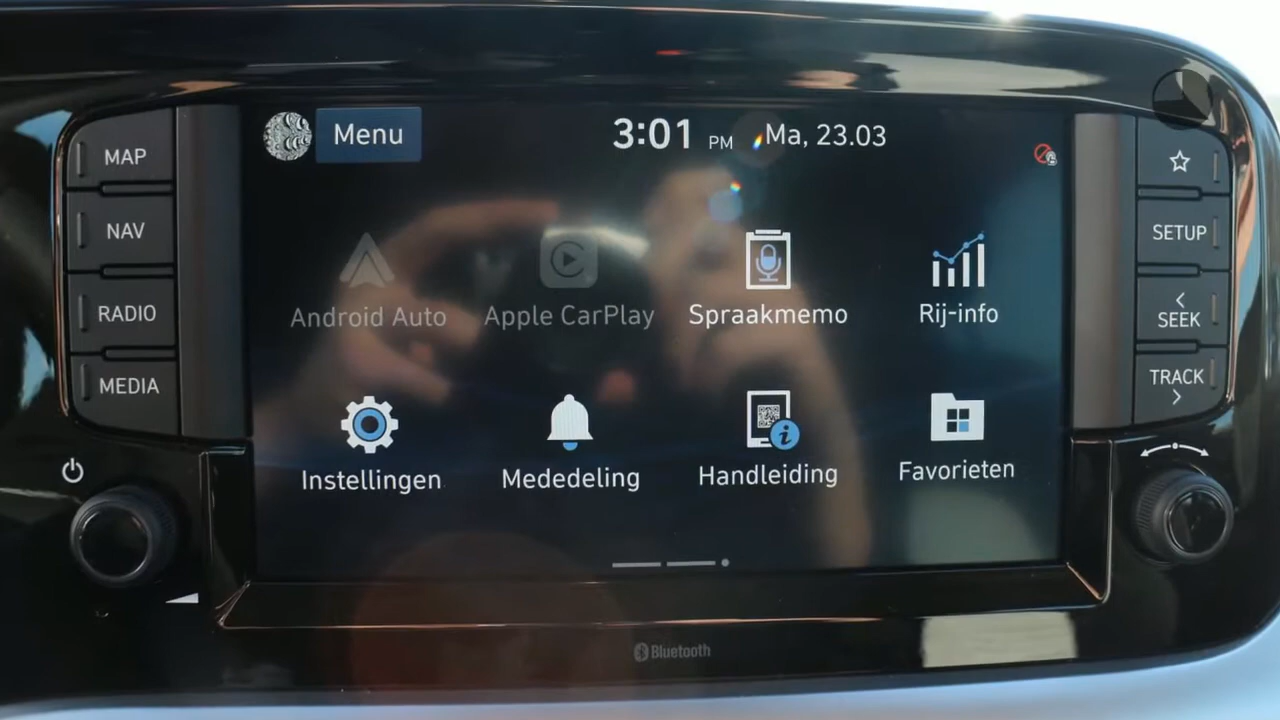 Menu
3:01 PM Ma, 23.03
MAP
NAV
RADIO
MEDIA
Android Auto
Apple CarPlay
Spraakmemo
Rij-info
Instellingen
Mededeling
Handleiding
Favorieten
SETUP
< SEEK
TRACK >
Bluetooth